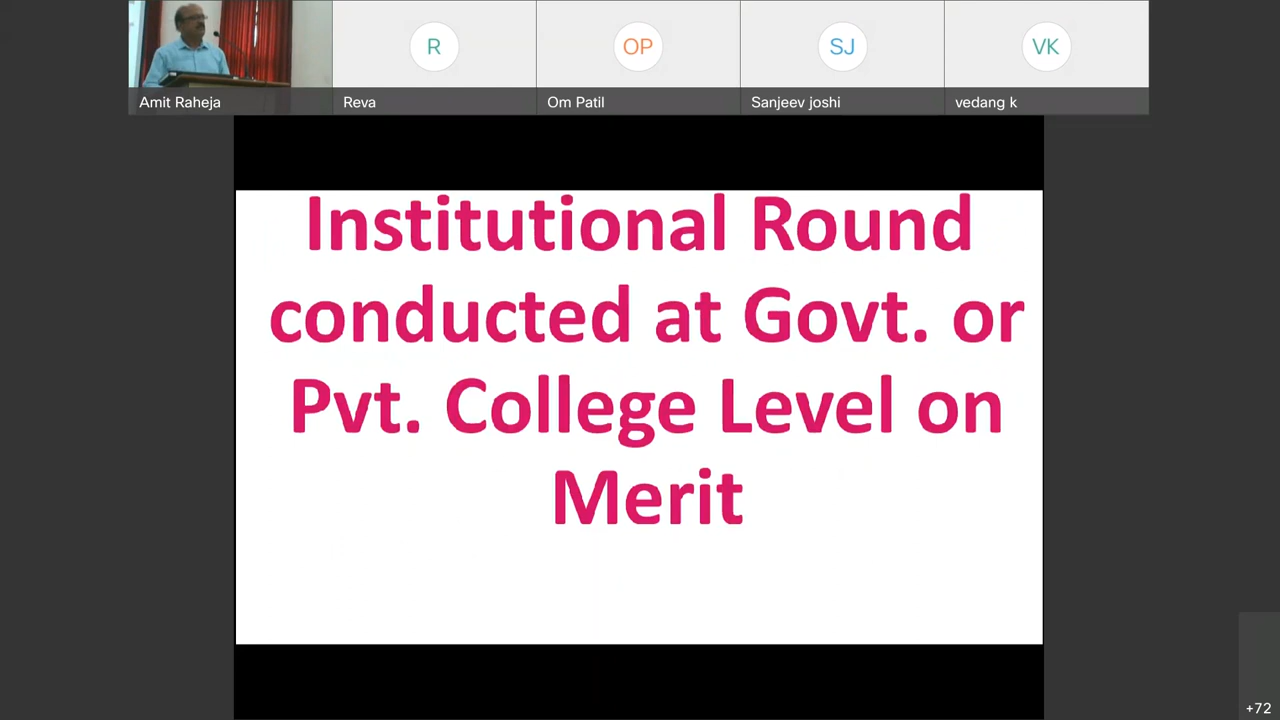 R
OP
SJ
VK
Amit Raheja
Reva
Om Patil
Sanjeev joshi
vedang k
Institutional Round
conducted at Govt. or
Pvt. College Level on
Merit
+72